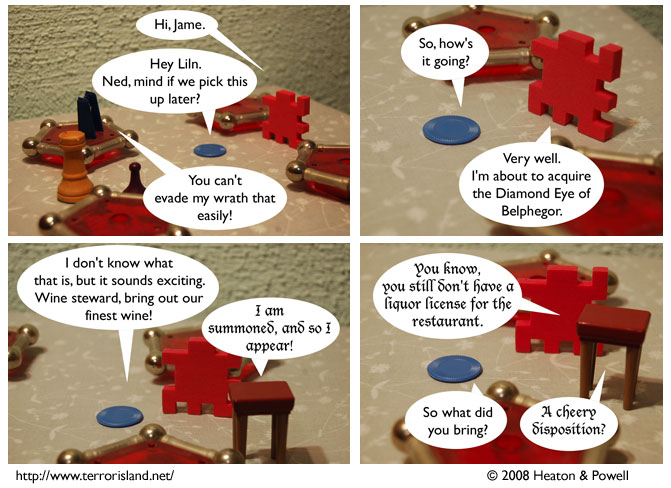 Hi, Jame.
Hey Liln.
Ned, mind if we pick this
up later?
You can't
evade my wrath that
easily!
So, how's
it going?
Very well.
I'm about to acquire
the Diamond Eye of
Belphegor.
I don't know what
that is, but it sounds exciting.
Wine steward, bring out our
finest wine!
I am
summoned, and so I
appear!
You know,
you still don't have a
liquor license for the
restaurant.
So what did
you bring?
A cheery
disposition?
http://www.terrorisland.net/
© 2008 Heaton & Powell